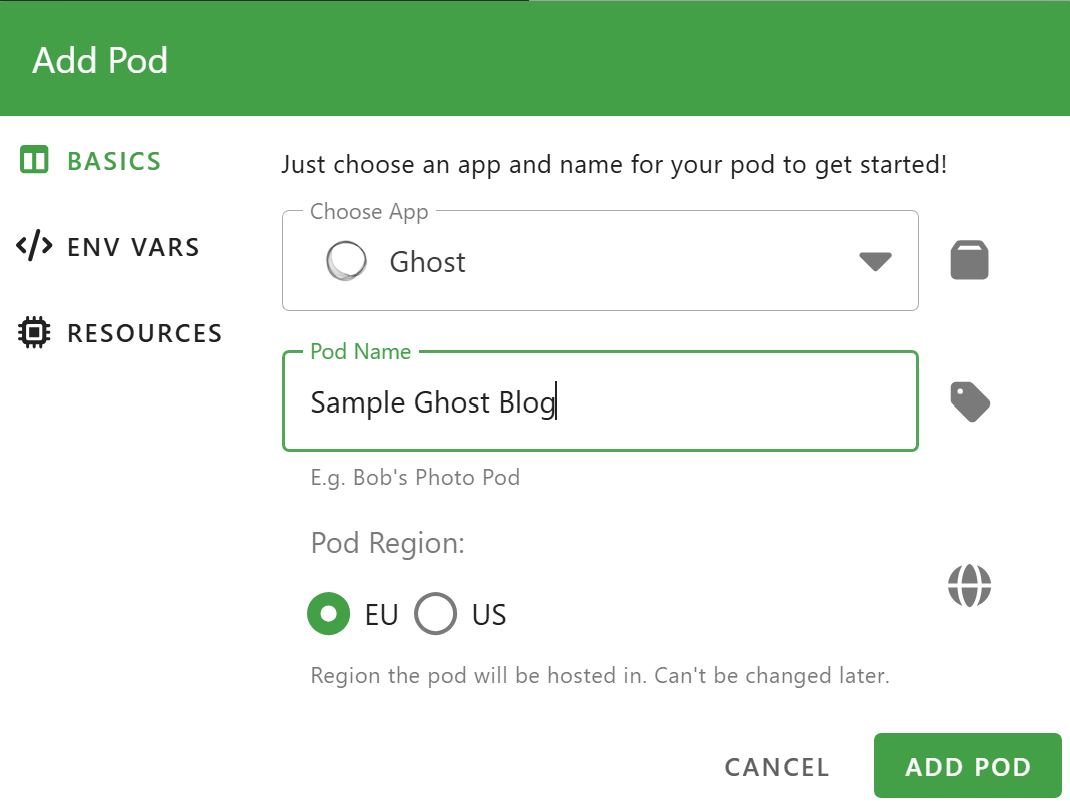 Add Pod
BASICS
ENV VARS
RESOURCES
Just choose an app and name for your pod to get started!
Choose App
Ghost
Pod Name
Sample Ghost Blog
E.g. Bob's Photo Pod
Pod Region:
EU US
Region the pod will be hosted in. Can't be changed later.
CANCEL ADD POD